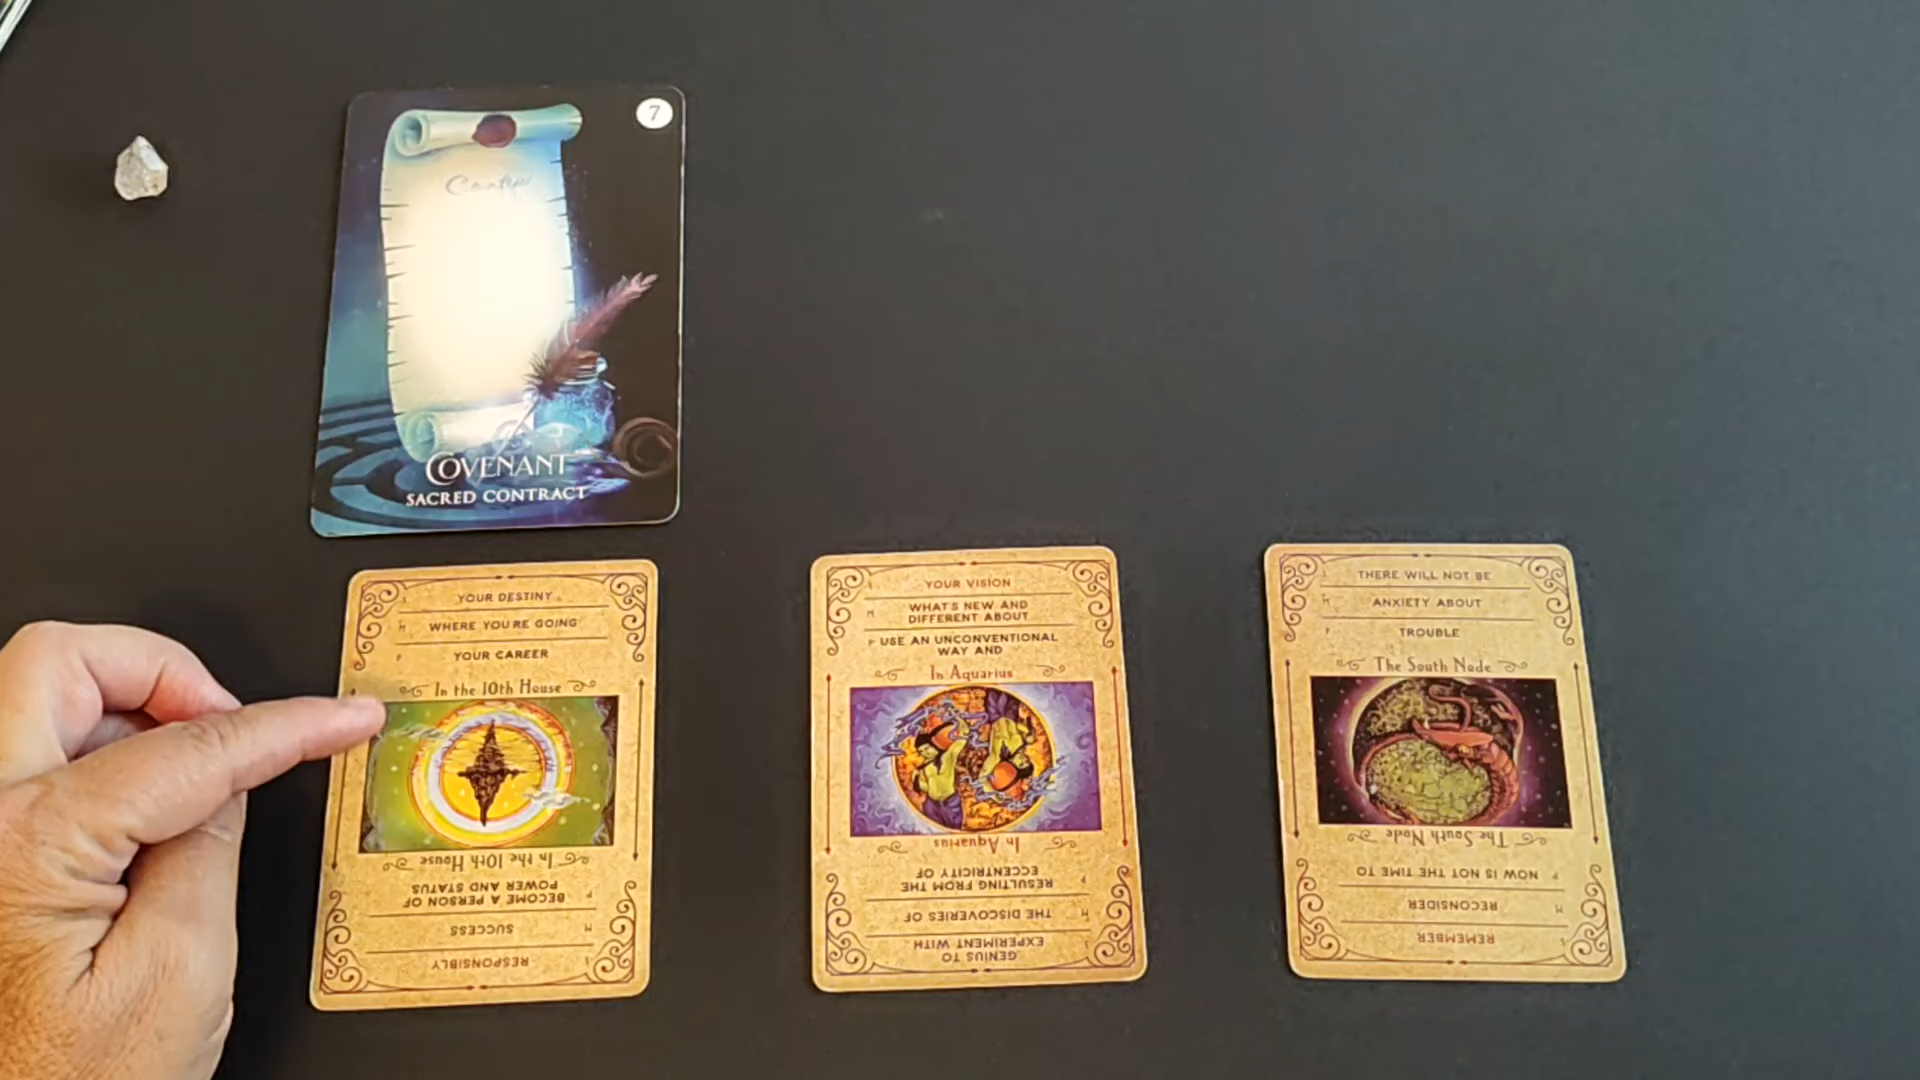 7
COVENANT
SACRED CONTRACT
S YOUR DESTINY
M WHERE YOU'RE GOING
P YOUR CAREER
In the 10th House
In the 10th House
P BECOME A PERSON OF
POWER AND STATUS
M SUCCESS
S RESPONSIBLY
S YOUR VISION
M WHAT'S NEW AND
DIFFERENT ABOUT
P USE AN UNCONVENTIONAL
WAY AND
In Aquarius
In Aquarius
P RESULTING FROM THE
ECCENTRICITY OF
M THE DISCOVERIES OF
S GENIUS TO
EXPERIMENT WITH
S THERE WILL NOT BE
M ANXIETY ABOUT
P TROUBLE
The South Node
The South Node
P NOW IS NOT THE TIME TO
M RECONSIDER
S REMEMBER